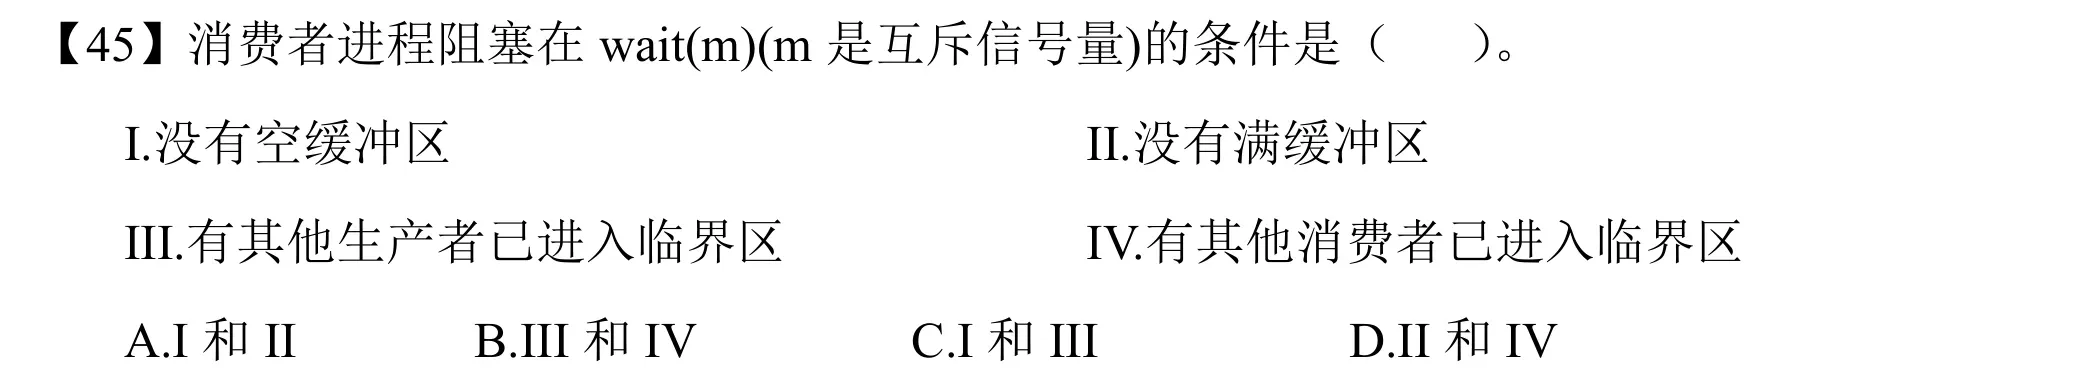 【45】消费者进程阻塞在 wait(m)(m 是互斥信号量)的条件是（　　）。
I.没有空缓冲区 II.没有满缓冲区
III.有其他生产者已进入临界区 IV.有其他消费者已进入临界区
A.I 和 II B.III 和 IV C.I 和 III D.II 和 IV